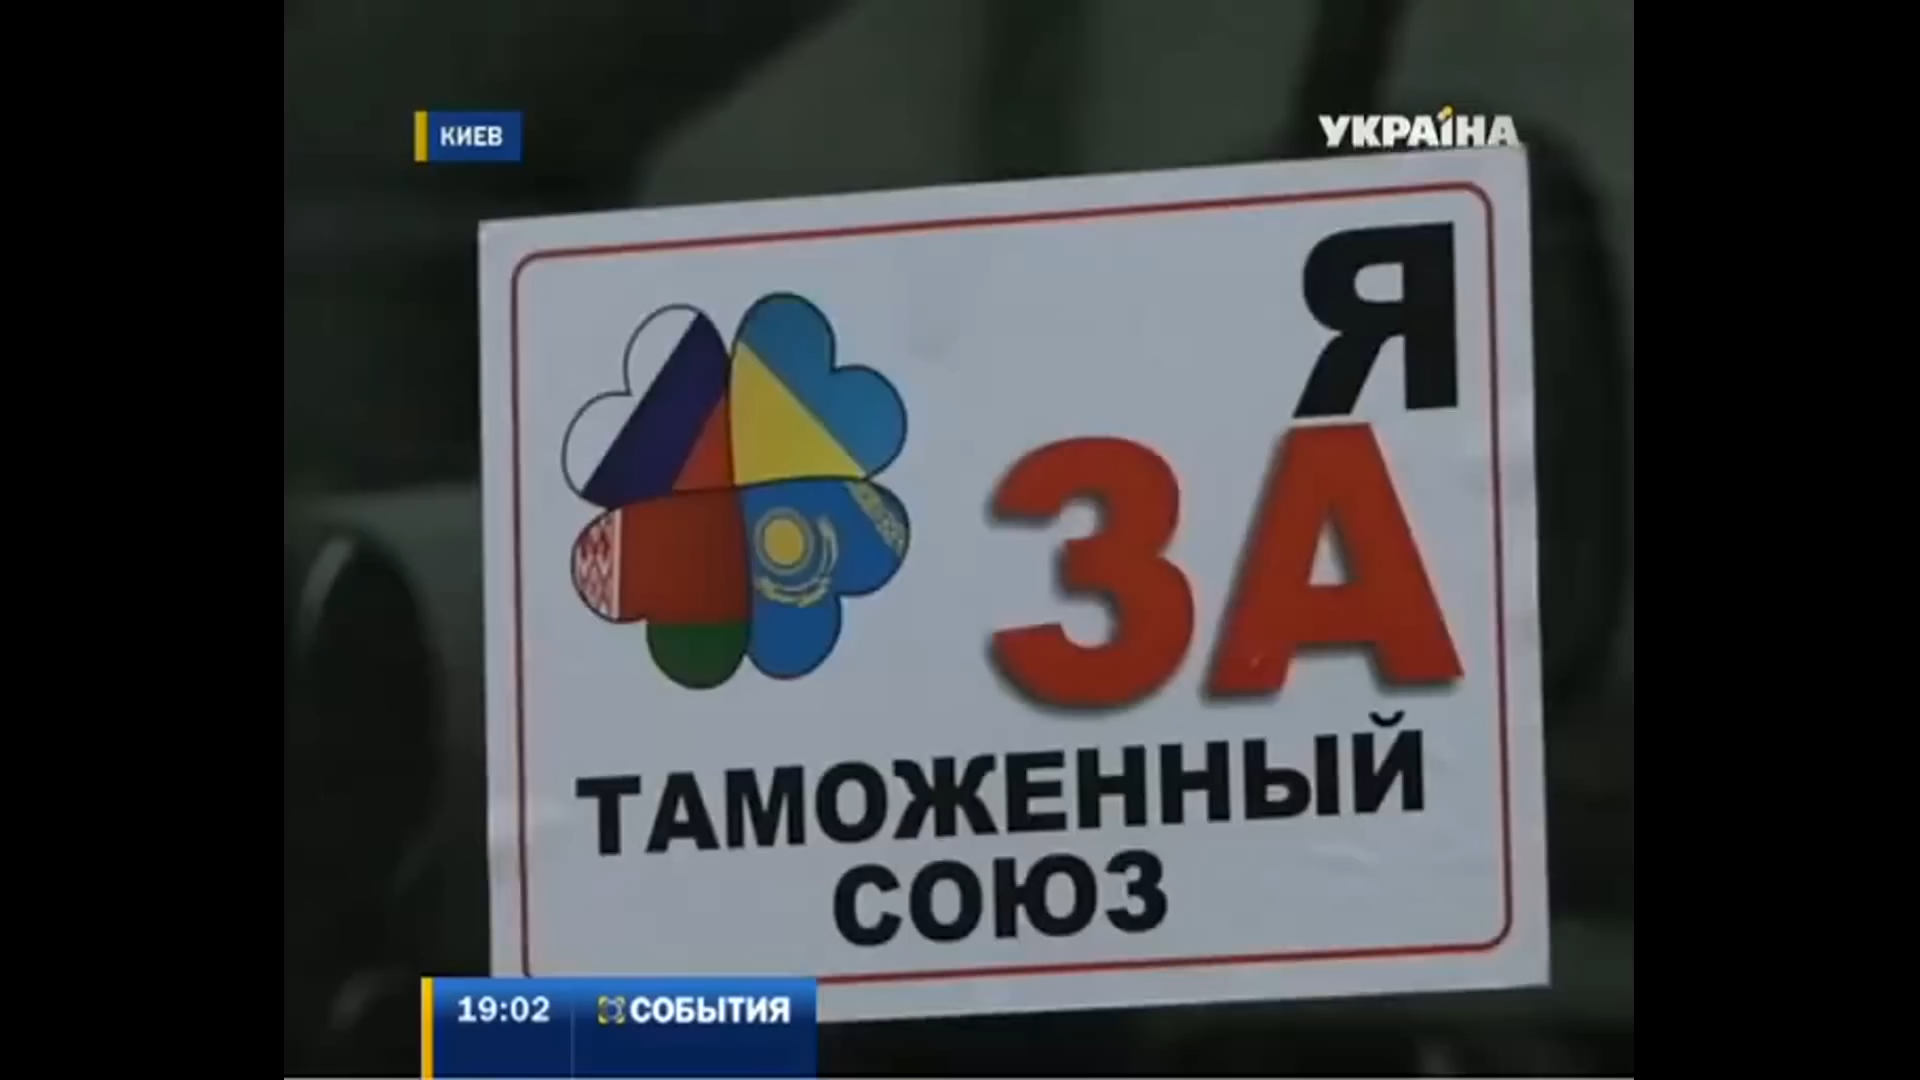 КИЕВ
УКРАЇНА
Я
ЗА
ТАМОЖЕННЫЙ
СОЮЗ
19:02
СОБЫТИЯ